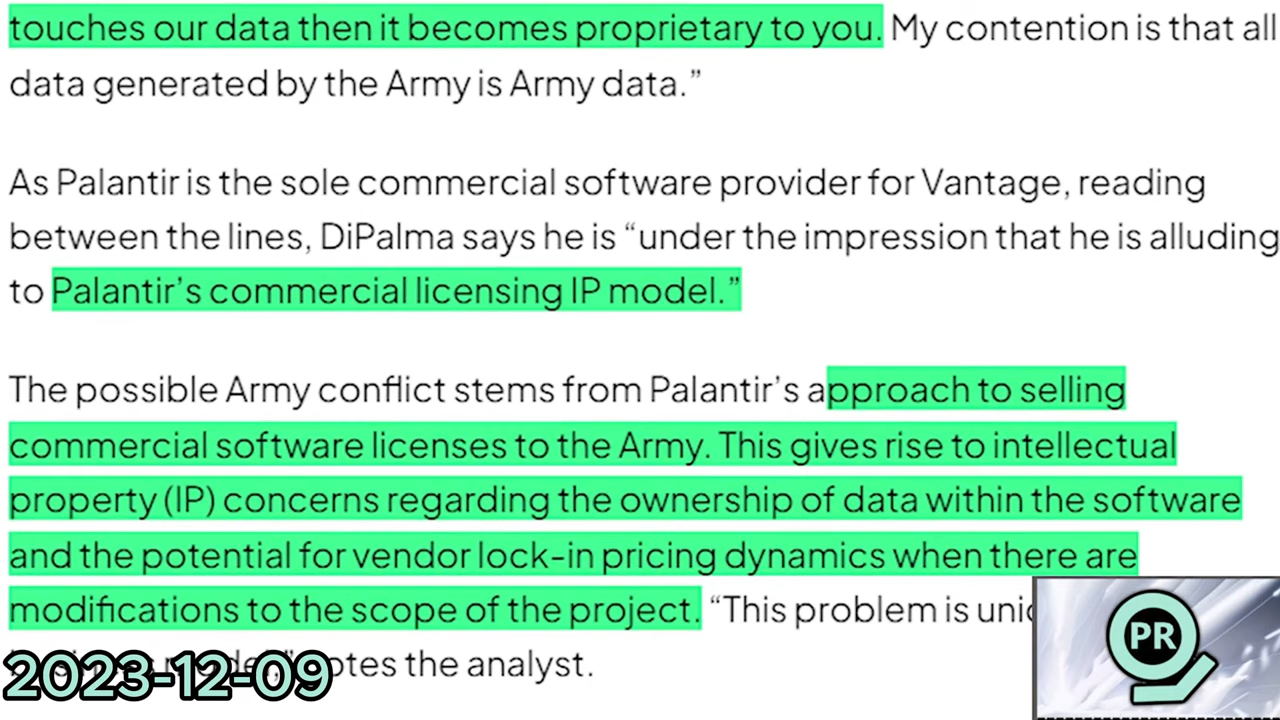 touches our data then it becomes proprietary to you. My contention is that all
data generated by the Army is Army data.”
As Palantir is the sole commercial software provider for Vantage, reading
between the lines, DiPalma says he is “under the impression that he is alluding
to Palantir’s commercial licensing IP model.”
The possible Army conflict stems from Palantir’s approach to selling
commercial software licenses to the Army. This gives rise to intellectual
property (IP) concerns regarding the ownership of data within the software
and the potential for vendor lock-in pricing dynamics when there are
modifications to the scope of the project. “This problem is
notes the analyst.
2023-12-09
PR